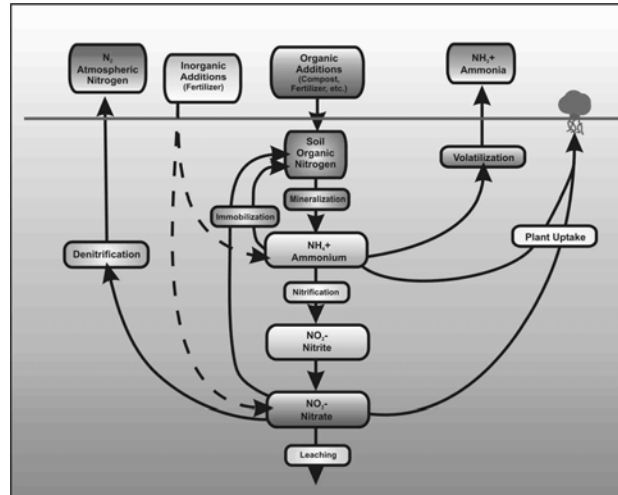 N₂
Atmospheric
Nitrogen
Inorganic
Additions
(Fertilizer)
Organic
Additions
(Compost,
Fertilizer, etc.)
NH₃+
Ammonia
Soil
Organic
Nitrogen
Volatilization
Mineralization
Immobilization
NH₄+
Ammonium
Plant Uptake
Denitrification
Nitrification
NO₂-
Nitrite
NO₃-
Nitrate
Leaching